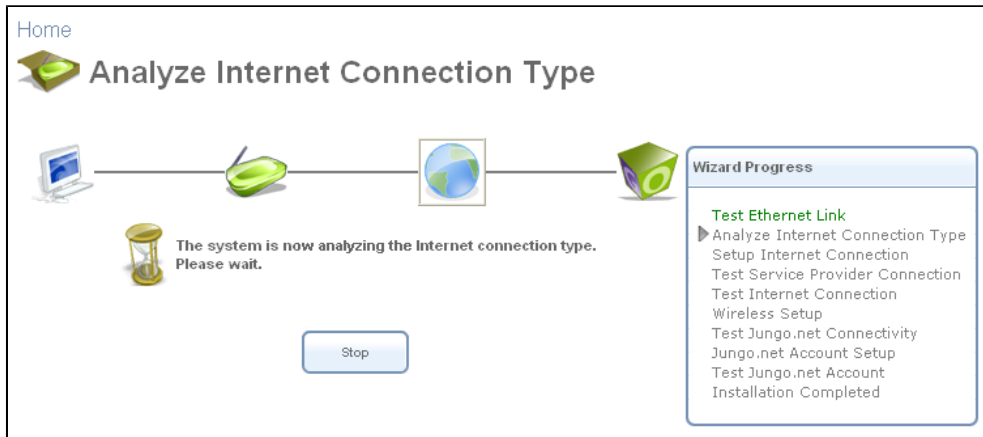 Home
Analyze Internet Connection Type
The system is now analyzing the Internet connection type.
Please wait.
Stop
Wizard Progress
Test Ethernet Link
Analyze Internet Connection Type
Setup Internet Connection
Test Service Provider Connection
Test Internet Connection
Wireless Setup
Test Jungo.net Connectivity
Jungo.net Account Setup
Test Jungo.net Account
Installation Completed